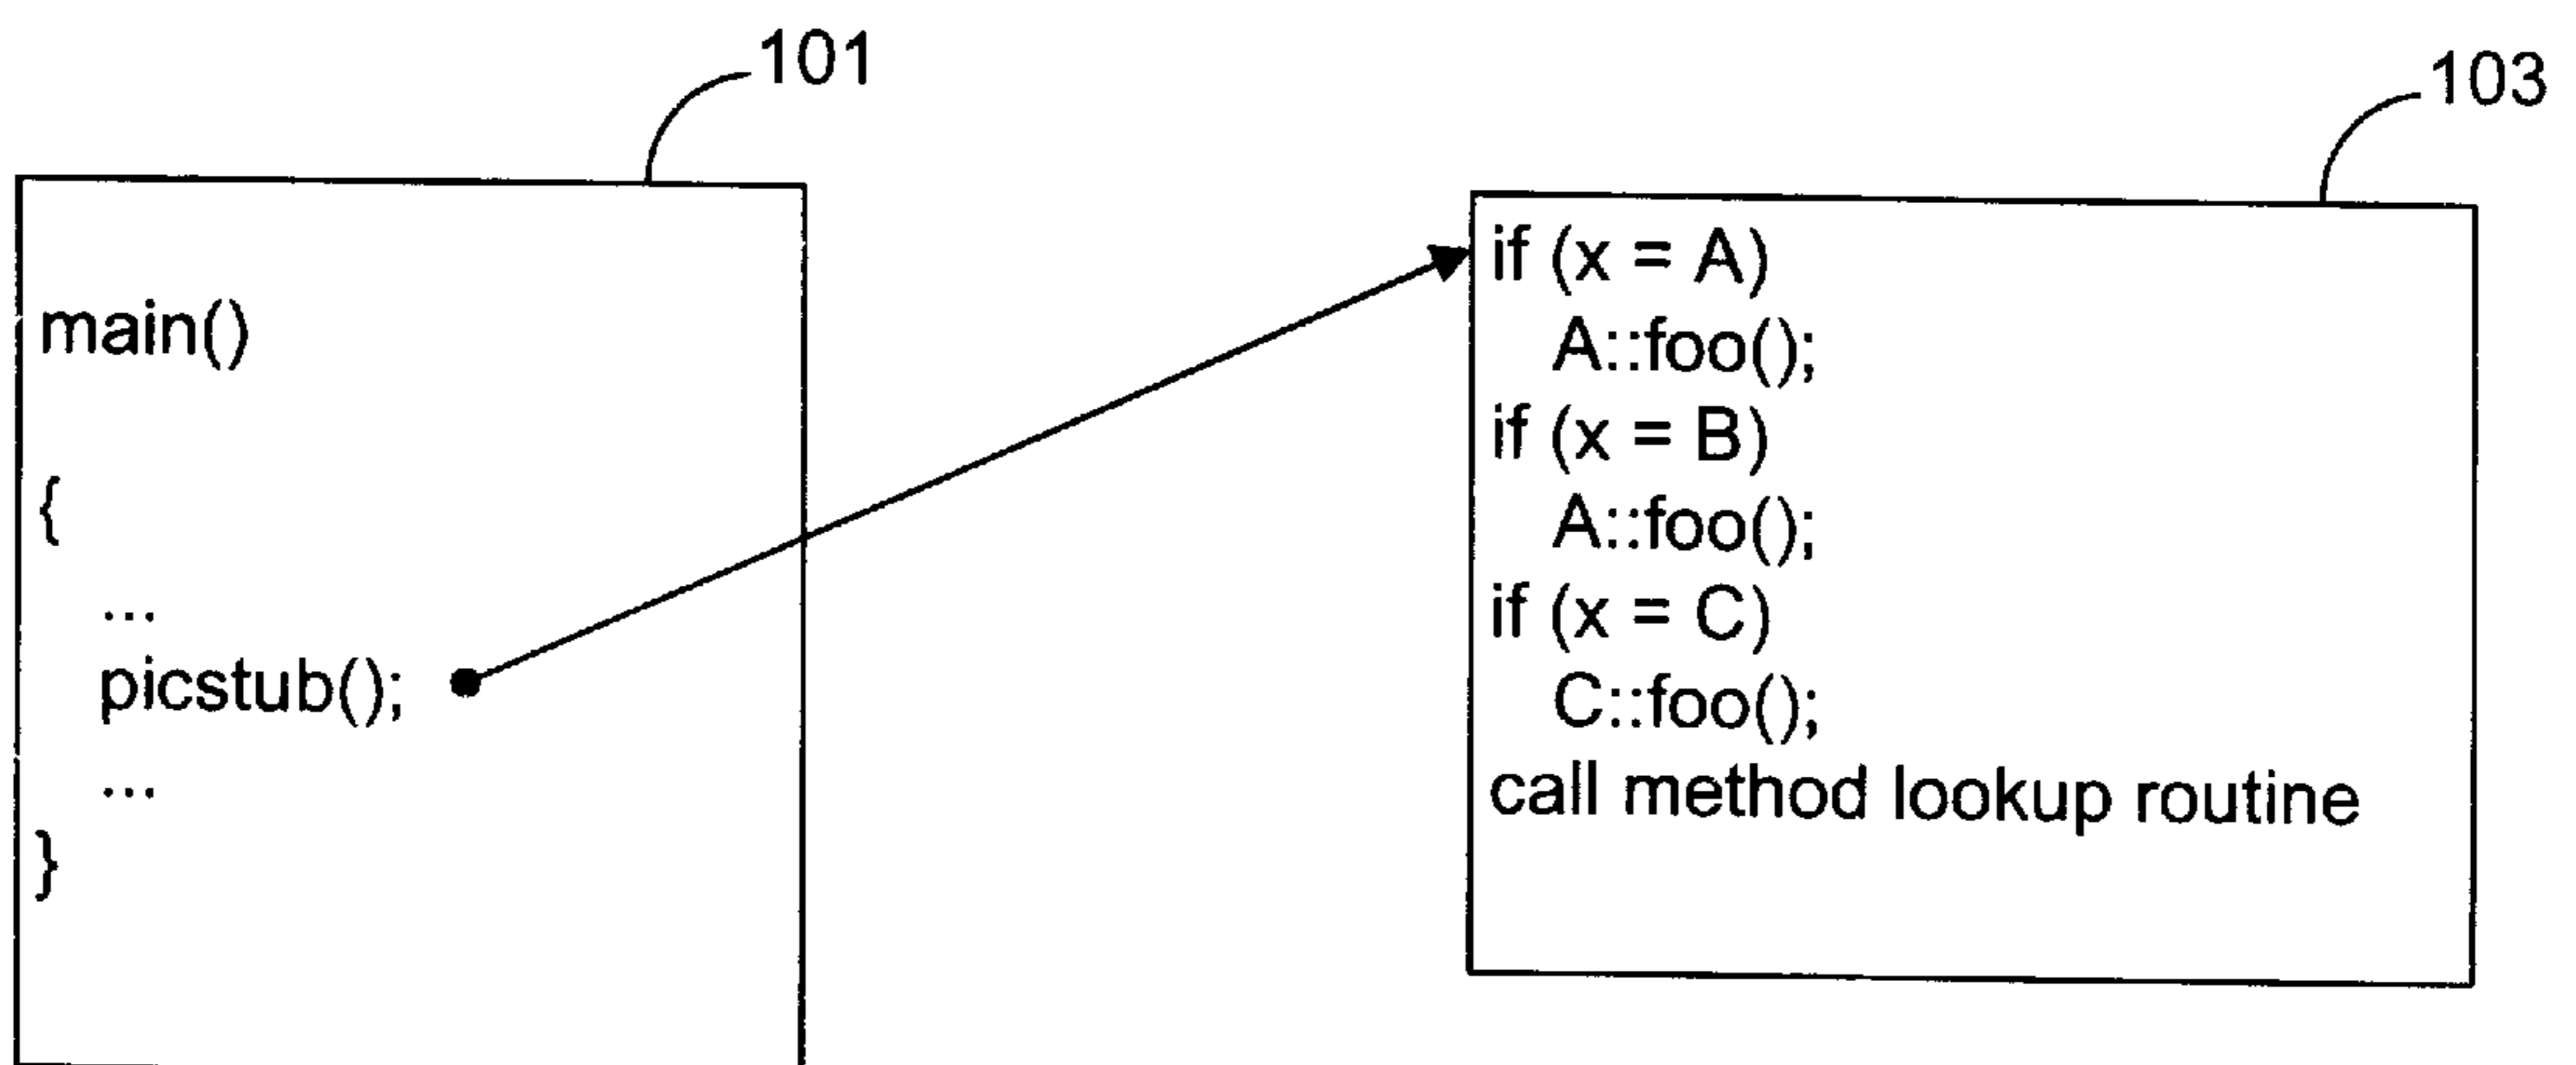 101
103
main()
{
...
picstub();
...
}
if (x = A)
A::foo();
if (x = B)
A::foo();
if (x = C)
C::foo();
call method lookup routine